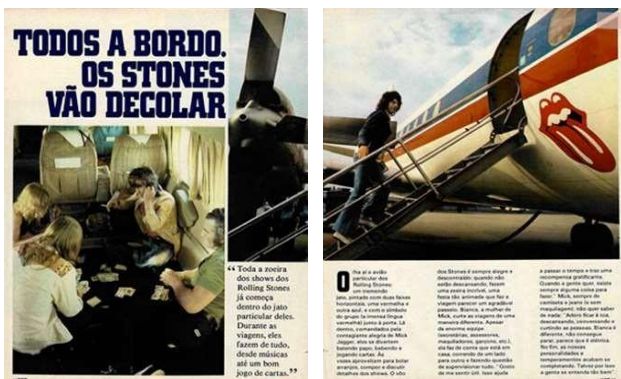 TODOS A BORDO.
OS STONES
VÃO DECOLAR
“ Toda a zoeira
dos shows dos
Rolling Stones
já começa
dentro do jato
particular deles.
Durante as
viagens, eles
fazem de tudo,
desde músicas
até um bom
jogo de cartas.”
Olha aí o avião
particular dos
Rolling Stones:
um tremendo
jato, pintado com duas faixas
horizontais, uma vermelha e
outra azul, e com o símbolo
do grupo (a imensa língua
vermelha) junto à porta. Lá
dentro, comandados pela
contagiante alegria de Mick
Jagger, eles se divertem
batendo papo, bebendo e
jogando cartas. Às
vezes aproveitam para bolar
arranjos, compor e discutir
detalhes dos shows. O vôo
dos Stones é sempre alegre e
descontraído: quando não
estão descansando, fazem
uma zoeira incrível, uma
festa tão animada que faz a
viagem parecer um agradável
passeio. Bianca, a mulher de
Mick, curte as viagens de uma
maneira diferente. Apesar
da enorme equipe
(secretárias, assessores,
maquiladores, garçons, etc.),
ela faz de conta que está em
casa, correndo de um lado
para outro e fazendo questão
de supervisionar tudo. “Gosto
de me sentir útil. Isso ajuda
a passar o tempo e traz uma
recompensa gratificante.
Quando a gente quer, existe
sempre alguma coisa para
fazer.” Mick, sempre de
camiseta e jeans (e sem
maquilagem), não quer saber
de nada: “Adoro ficar à toa,
descansando, conversando e
curtindo as pessoas. Bianca é
diferente, não consegue
parar, parece que é elétrica.
No fim, as nossas
personalidades e
temperamentos acabam se
completando. Talvez por isso
a gente se entenda tão bem”.